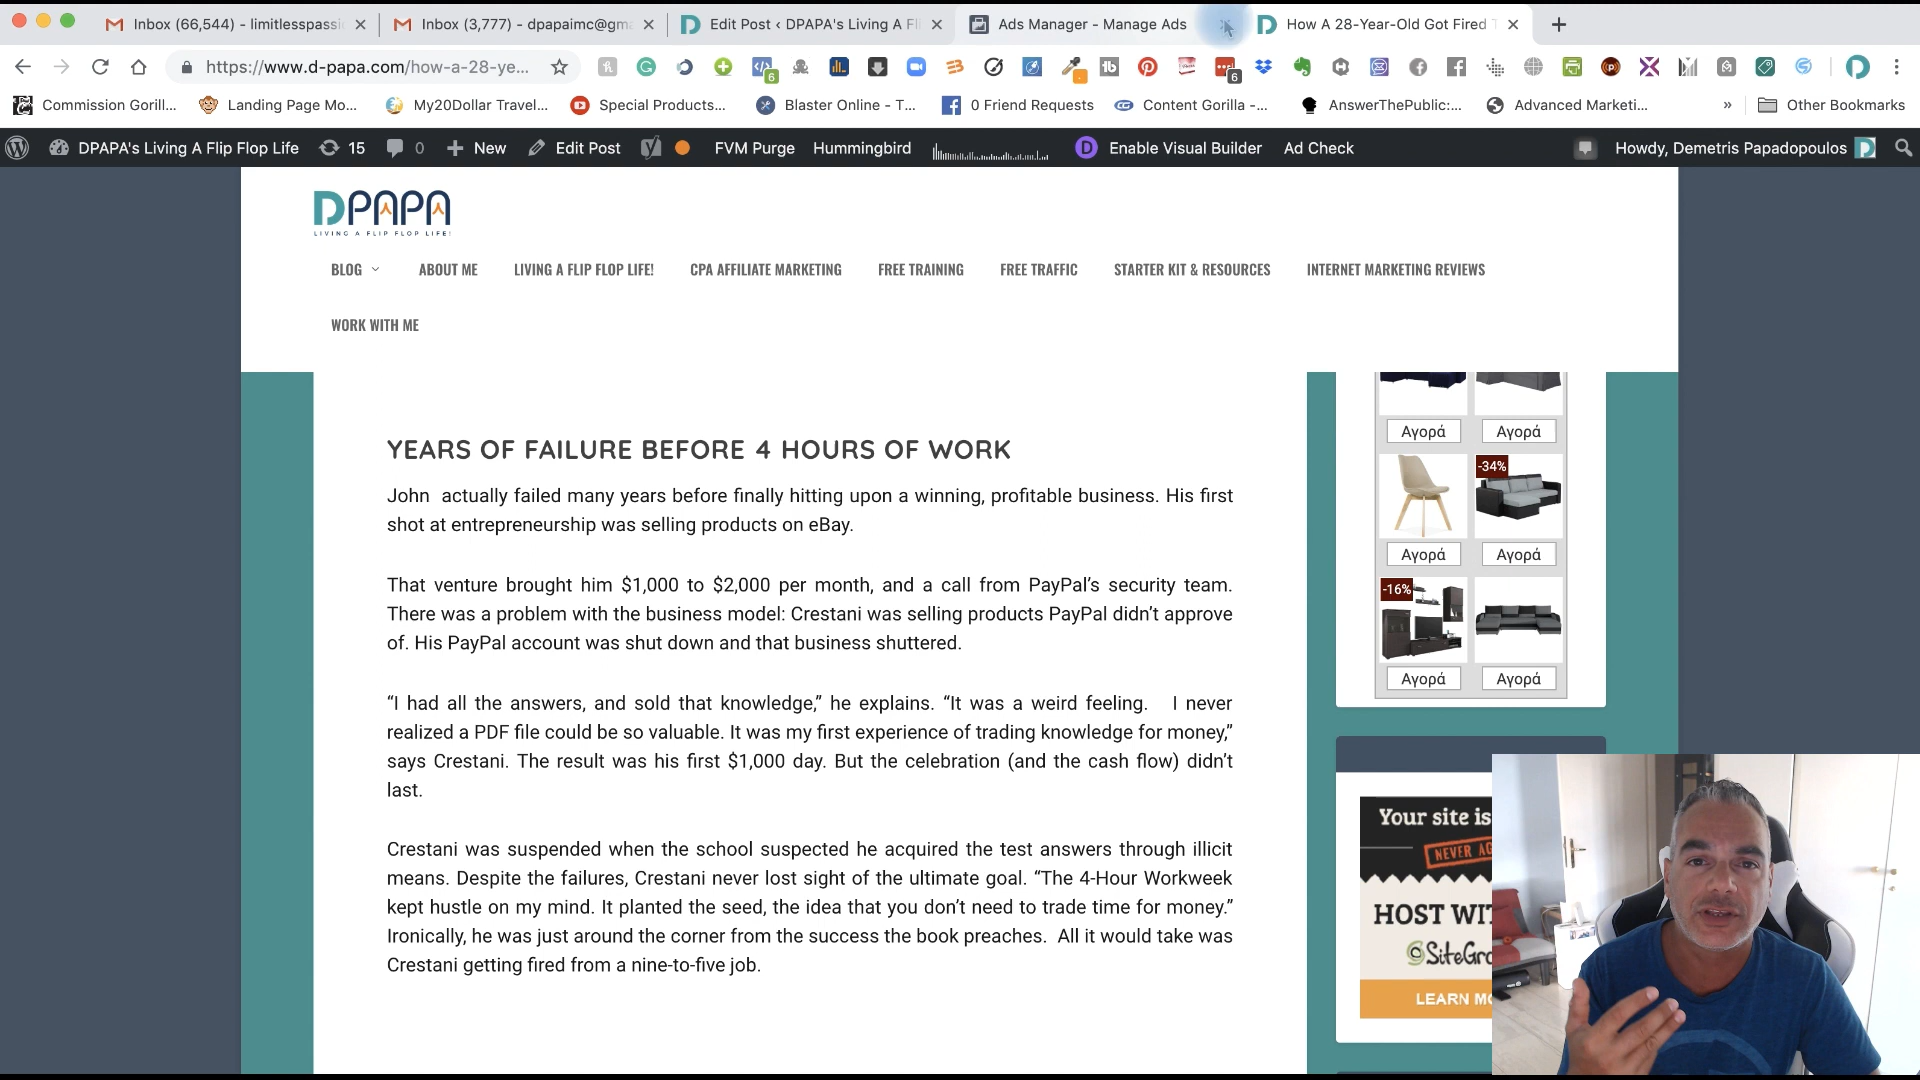 Inbox (66,544) - limitlesspassi
Inbox (3,777) - dpapaimc@gm
Edit Post ‹ DPAPA's Living A Fli
Ads Manager - Manage Ads
How A 28-Year-Old Got Fired T
https://www.d-papa.com/how-a-28-ye...
6
6
Commission Gorill...
Landing Page Mo...
My20Dollar Travel...
Special Products...
Blaster Online - T...
0 Friend Requests
Content Gorilla -...
AnswerThePublic:...
Advanced Marketi...
»
Other Bookmarks
DPAPA's Living A Flip Flop Life
15
0
New
Edit Post
FVM Purge
Hummingbird
Enable Visual Builder
Ad Check
Howdy, Demetris Papadopoulos
DPAPA
LIVING A FLIP FLOP LIFE!
BLOG
ABOUT ME
LIVING A FLIP FLOP LIFE!
CPA AFFILIATE MARKETING
FREE TRAINING
FREE TRAFFIC
STARTER KIT & RESOURCES
INTERNET MARKETING REVIEWS
WORK WITH ME
YEARS OF FAILURE BEFORE 4 HOURS OF WORK
John actually failed many years before finally hitting upon a winning, profitable business. His first
shot at entrepreneurship was selling products on eBay.
That venture brought him $1,000 to $2,000 per month, and a call from PayPal’s security team.
There was a problem with the business model: Crestani was selling products PayPal didn’t approve
of. His PayPal account was shut down and that business shuttered.
“I had all the answers, and sold that knowledge,” he explains. “It was a weird feeling. I never
realized a PDF file could be so valuable. It was my first experience of trading knowledge for money,”
says Crestani. The result was his first $1,000 day. But the celebration (and the cash flow) didn’t
last.
Crestani was suspended when the school suspected he acquired the test answers through illicit
means. Despite the failures, Crestani never lost sight of the ultimate goal. “The 4-Hour Workweek
kept hustle on my mind. It planted the seed, the idea that you don’t need to trade time for money.”
Ironically, he was just around the corner from the success the book preaches. All it would take was
Crestani getting fired from a nine-to-five job.
Αγορά
Αγορά
-34%
Αγορά
Αγορά
-16%
Αγορά
Αγορά
Your site is
NEVER AG
HOST WIT
SiteGro
LEARN MO